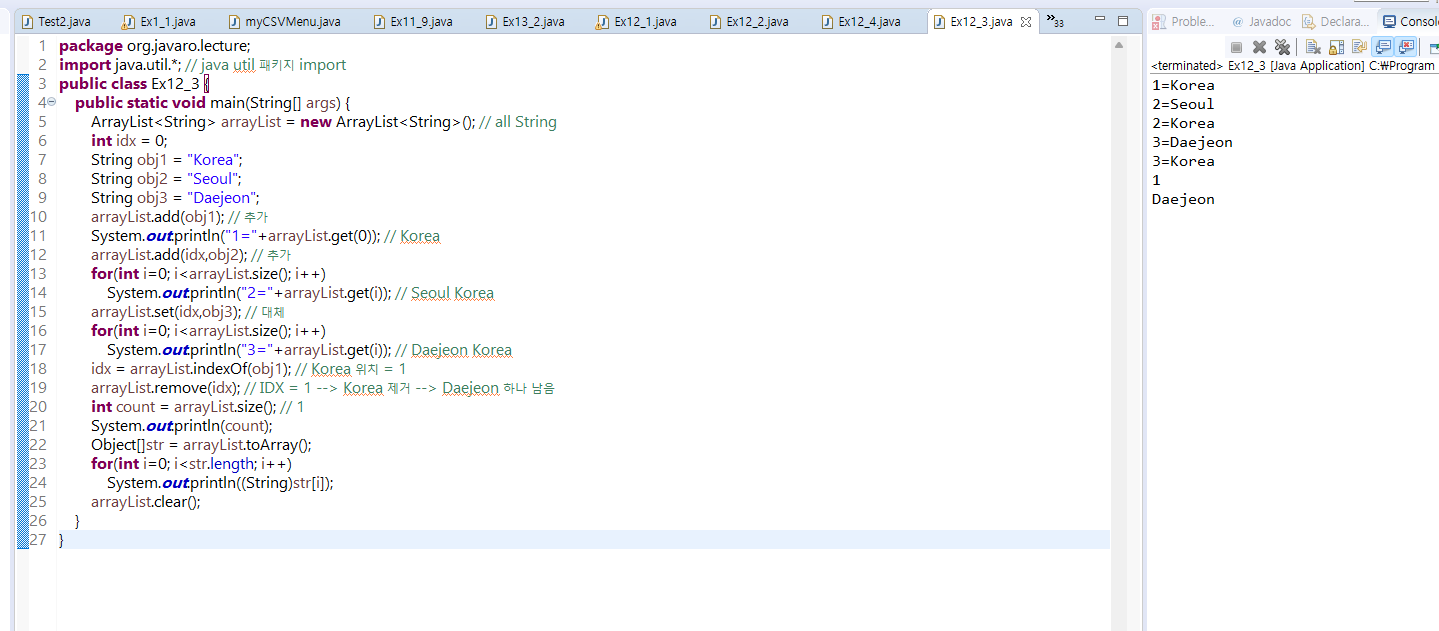 Test2.java Ex1_1.java myCSVMenu.java Ex11_9.java Ex13_2.java Ex12_1.java Ex12_2.java Ex12_4.java Ex12_3.java »33
1 package org.javaro.lecture;
2 import java.util.*; // java util 패키지 import
3 public class Ex12_3 {
4 public static void main(String[] args) {
5 ArrayList<String> arrayList = new ArrayList<String>(); // all String
6 int idx = 0;
7 String obj1 = "Korea";
8 String obj2 = "Seoul";
9 String obj3 = "Daejeon";
10 arrayList.add(obj1); // 추가
11 System.out.println("1="+arrayList.get(0)); // Korea
12 arrayList.add(idx,obj2); // 추가
13 for(int i=0; i<arrayList.size(); i++)
14 System.out.println("2="+arrayList.get(i)); // Seoul Korea
15 arrayList.set(idx,obj3); // 대체
16 for(int i=0; i<arrayList.size(); i++)
17 System.out.println("3="+arrayList.get(i)); // Daejeon Korea
18 idx = arrayList.indexOf(obj1); // Korea 위치 = 1
19 arrayList.remove(idx); // IDX = 1 --> Korea 제거 --> Daejeon 하나 남음
20 int count = arrayList.size(); // 1
21 System.out.println(count);
22 Object[]str = arrayList.toArray();
23 for(int i=0; i<str.length; i++)
24 System.out.println((String)str[i]);
25 arrayList.clear();
26 }
27 }
Proble... @ Javadoc Declara... Consol
<terminated> Ex12_3 [Java Application] C:₩Program
1=Korea
2=Seoul
2=Korea
3=Daejeon
3=Korea
1
Daejeon